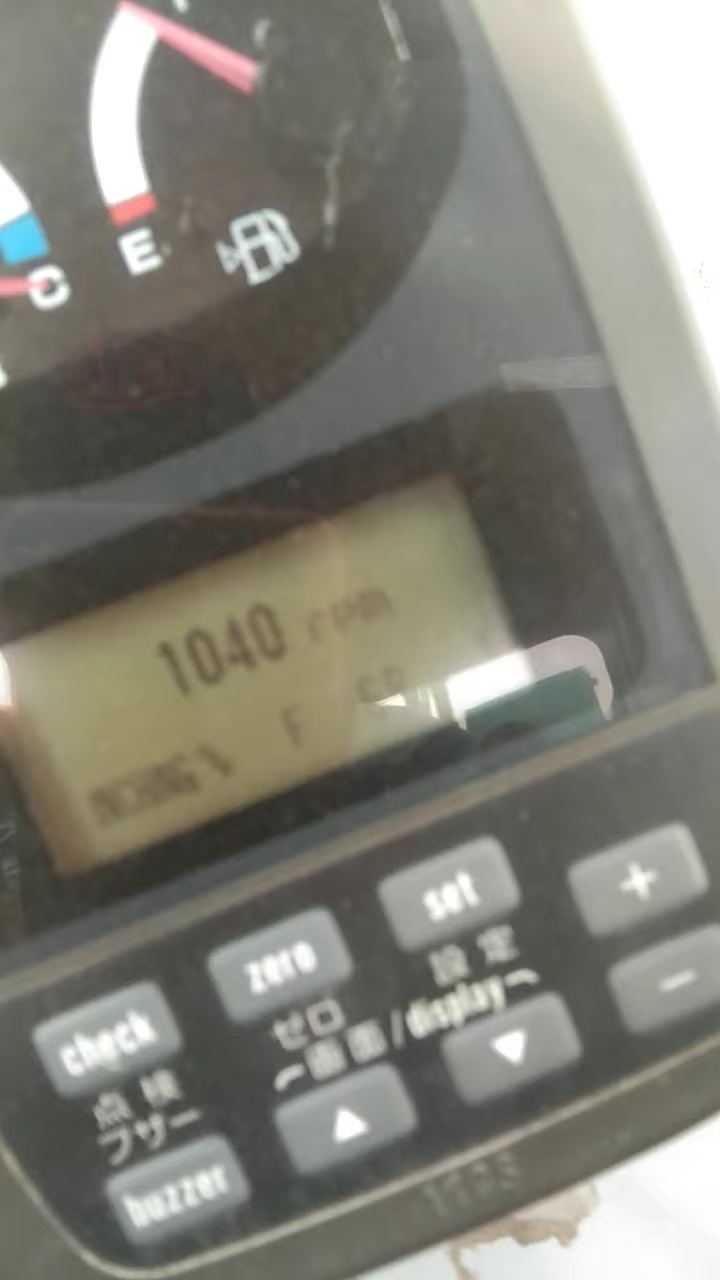 E
C
1040 rpm
F
set
+
zero
設定
−
check
ゼロ
画面/display
点検
▼
ブザー
▲
buzzer